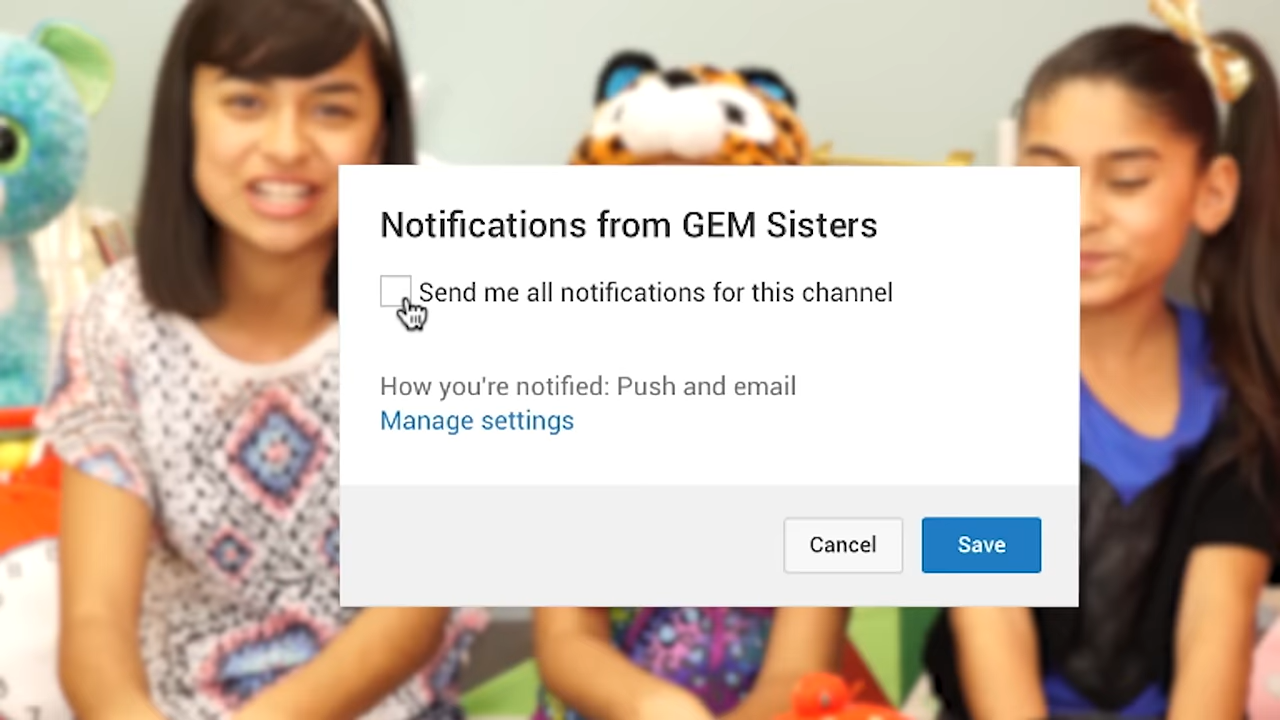 Notifications from GEM Sisters
Send me all notifications for this channel
How you're notified: Push and email
Manage settings
Cancel
Save